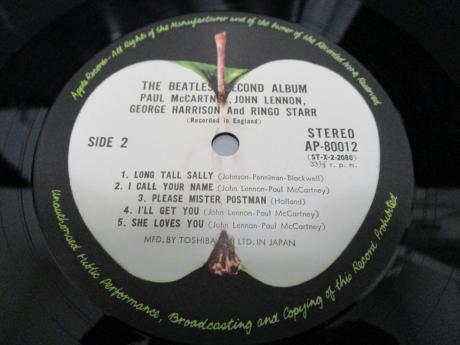 Apple Records-All Rights of the Manufacturer and of the Owner of the Recorded Work Reserved
THE BEATLES SECOND ALBUM
PAUL McCARTNEY, JOHN LENNON,
GEORGE HARRISON And RINGO STARR
(Recorded in England)
SIDE 2
STEREO
AP-80012
(ST-X-2-2080)
33⅓ r. p. m.
1. LONG TALL SALLY (Johnson-Penniman-Blackwell)
2. I CALL YOUR NAME (John Lennon-Paul McCartney)
3. PLEASE MISTER POSTMAN (Holland)
4. I'LL GET YOU (John Lennon-Paul McCartney)
5. SHE LOVES YOU (John Lennon-Paul McCartney)
MFD. BY TOSHIBA LTD. IN JAPAN
Unauthorised Public Performance, Broadcasting and Copying of this Record Prohibited